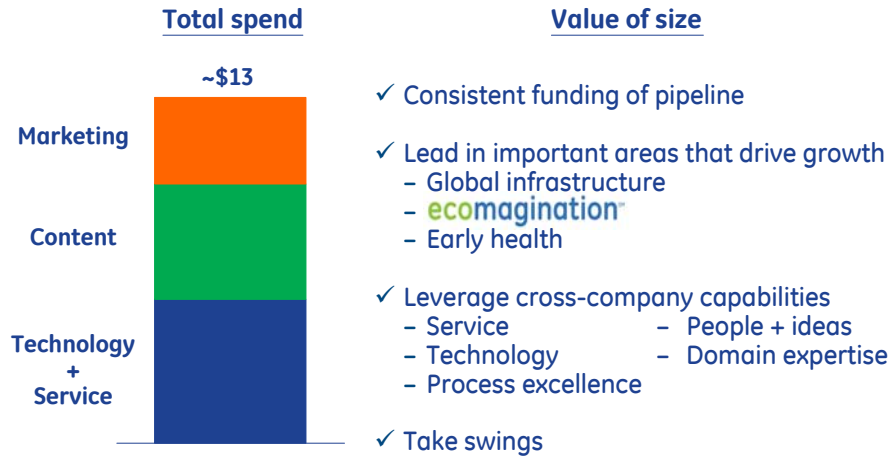 Total spend
~$13
Marketing
Content
Technology
+
Service
Value of size
✓ Consistent funding of pipeline
✓ Lead in important areas that drive growth
– Global infrastructure
– ecomagination℠
– Early health
✓ Leverage cross-company capabilities
– Service – People + ideas
– Technology – Domain expertise
– Process excellence
✓ Take swings